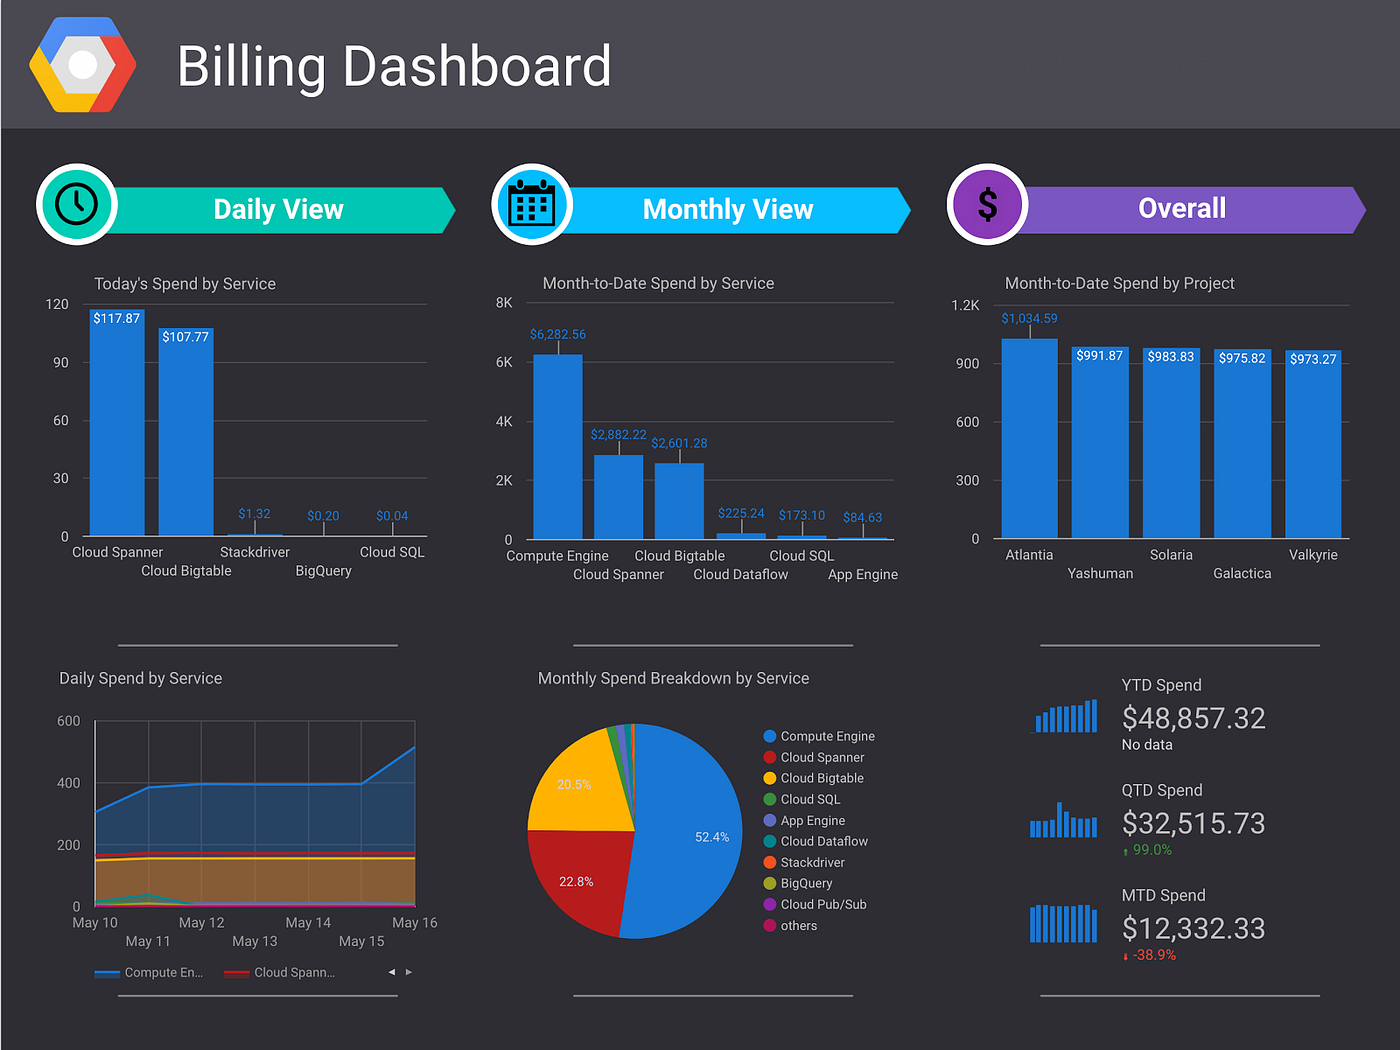 Billing Dashboard
Daily View
Monthly View
$
Overall
Today's Spend by Service
120
90
60
30
0
$117.87
$107.77
$1.32
$0.20
$0.04
Cloud Spanner
Cloud Bigtable
Stackdriver
BigQuery
Cloud SQL
Month-to-Date Spend by Service
8K
6K
4K
2K
0
$6,282.56
$2,882.22
$2,601.28
$225.24
$173.10
$84.63
Compute Engine
Cloud Spanner
Cloud Bigtable
Cloud Dataflow
Cloud SQL
App Engine
Month-to-Date Spend by Project
1.2K
900
600
300
0
$1,034.59
$991.87
$983.83
$975.82
$973.27
Atlantia
Yashuman
Solaria
Galactica
Valkyrie
Daily Spend by Service
600
400
200
0
May 10
May 11
May 12
May 13
May 14
May 15
May 16
Compute En...
Cloud Spann...
Monthly Spend Breakdown by Service
20.5%
52.4%
22.8%
Compute Engine
Cloud Spanner
Cloud Bigtable
Cloud SQL
App Engine
Cloud Dataflow
Stackdriver
BigQuery
Cloud Pub/Sub
others
YTD Spend
$48,857.32
No data
QTD Spend
$32,515.73
99.0%
MTD Spend
$12,332.33
-38.9%